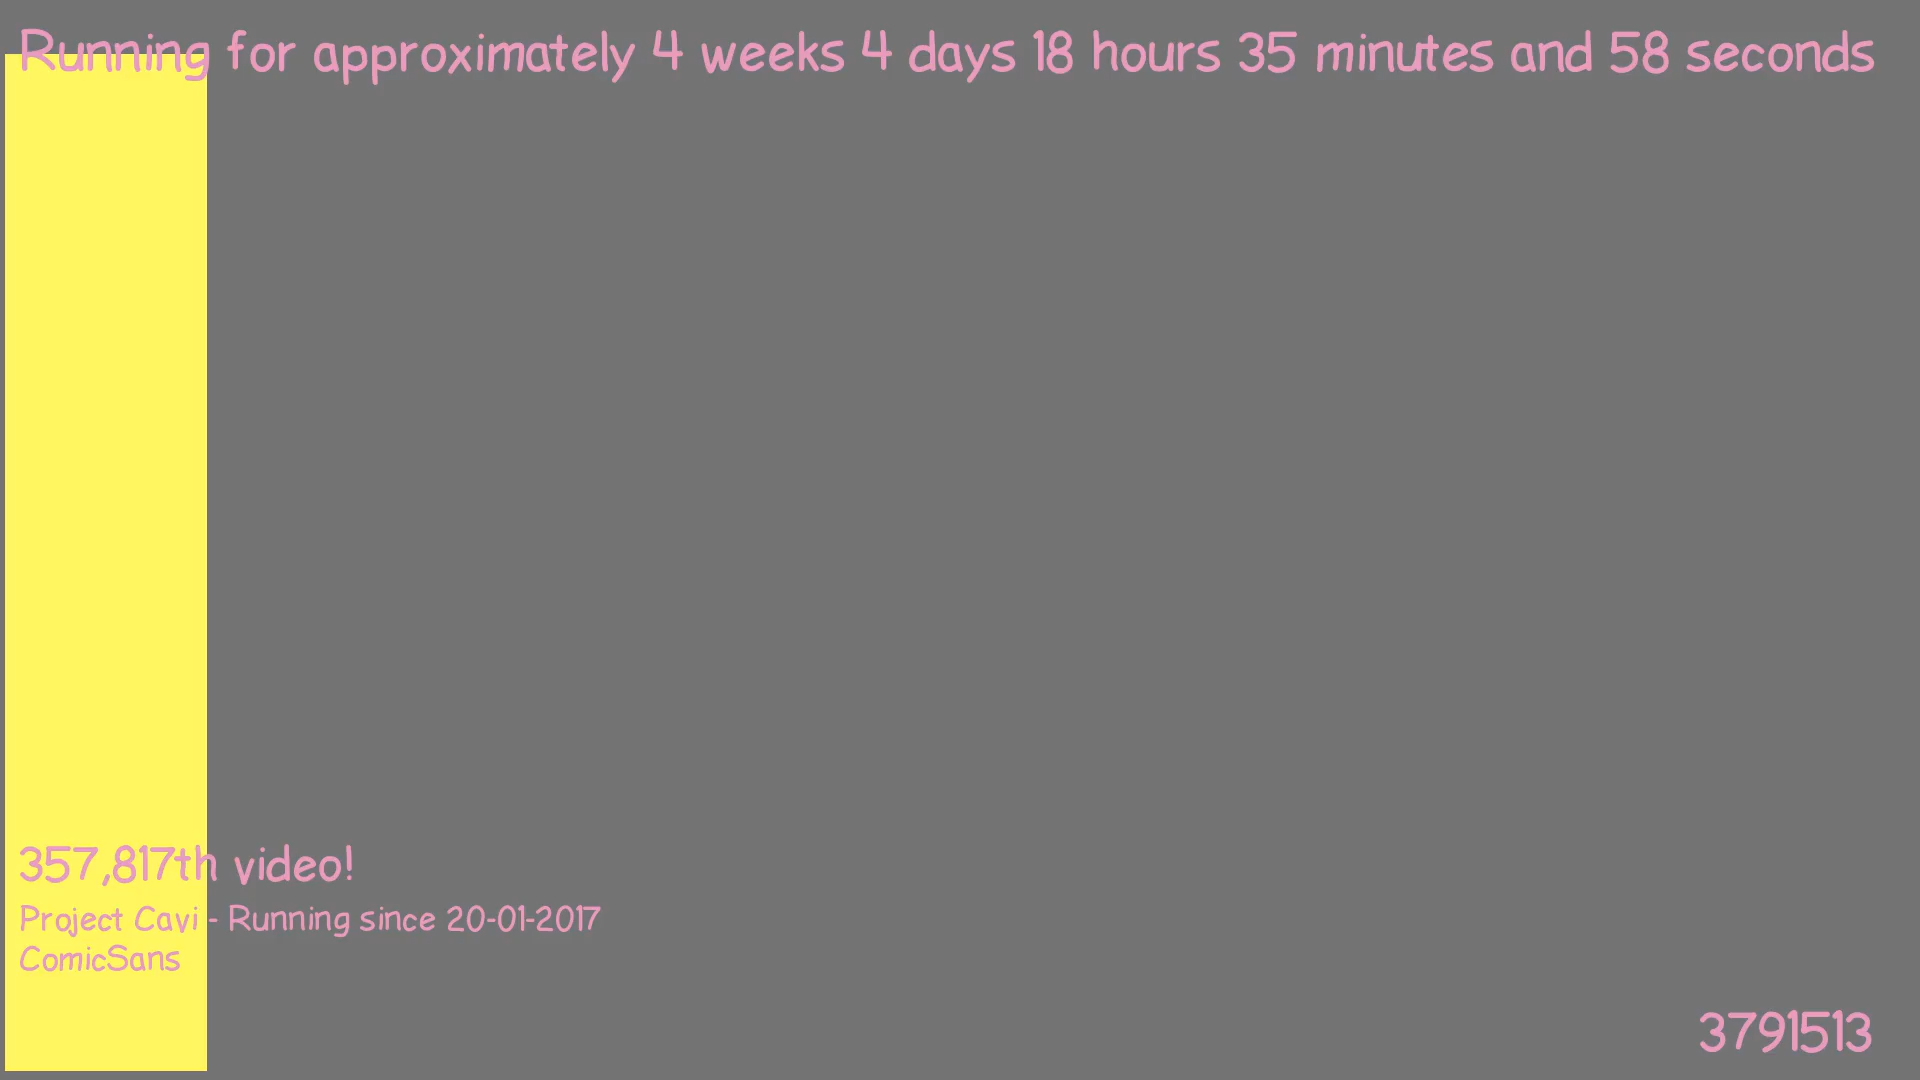 Running for approximately 4 weeks 4 days 18 hours 35 minutes and 58 seconds
357,817th video!
Project Cavi - Running since 20-01-2017
ComicSans
3791513